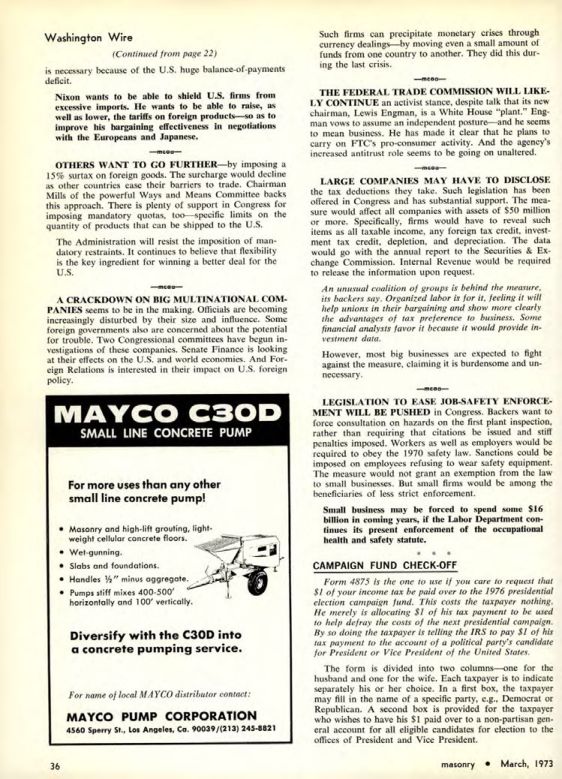 Washington Wire
(Continued from page 22)
is necessary because of the U.S. huge balance-of-payments
deficit.
Nixon wants to be able to shield U.S. firms from
excessive imports. He wants to be able to raise, as
well as lower, the tariffs on foreign products—so as to
improve his bargaining effectiveness in negotiations
with the Europeans and Japanese.
—mcaa—
OTHERS WANT TO GO FURTHER—by imposing a
15% surtax on foreign goods. The surcharge would decline
as other countries ease their barriers to trade. Chairman
Mills of the powerful Ways and Means Committee backs
this approach. There is plenty of support in Congress for
imposing mandatory quotas, too—specific limits on the
quantity of products that can be shipped to the U.S.
The Administration will resist the imposition of man-
datory restraints. It continues to believe that flexibility
is the key ingredient for winning a better deal for the
U.S.
—mcaa—
A CRACKDOWN ON BIG MULTINATIONAL COM-
PANIES seems to be in the making. Officials are becoming
increasingly disturbed by their size and influence. Some
foreign governments also are concerned about the potential
for trouble. Two Congressional committees have begun in-
vestigations of these companies. Senate Finance is looking
at their effects on the U.S. and world economies. And For-
eign Relations is interested in their impact on U.S. foreign
policy.
MAYCO C30D
SMALL LINE CONCRETE PUMP
For more uses than any other
small line concrete pump!
• Masonry and high-lift grouting, light-
weight cellular concrete floors.
• Wet-gunning.
• Slabs and foundations.
• Handles ½" minus aggregate.
• Pumps stiff mixes 400-500'
horizontally and 100' vertically.
Diversify with the C30D into
a concrete pumping service.
For name of local MAYCO distributor contact:
MAYCO PUMP CORPORATION
4560 Sperry St., Los Angeles, Ca. 90039/(213) 245-8821
Such firms can precipitate monetary crises through
currency dealings—by moving even a small amount of
funds from one country to another. They did this dur-
ing the last crisis.
—mcaa—
THE FEDERAL TRADE COMMISSION WILL LIKE-
LY CONTINUE an activist stance, despite talk that its new
chairman, Lewis Engman, is a White House "plant." Eng-
man vows to assume an independent posture—and he seems
to mean business. He has made it clear that he plans to
carry on FTC's pro-consumer activity. And the agency's
increased antitrust role seems to be going on unaltered.
—mcaa—
LARGE COMPANIES MAY HAVE TO DISCLOSE
the tax deductions they take. Such legislation has been
offered in Congress and has substantial support. The mea-
sure would affect all companies with assets of $50 million
or more. Specifically, firms would have to reveal such
items as all taxable income, any foreign tax credit, invest-
ment tax credit, depletion, and depreciation. The data
would go with the annual report to the Securities & Ex-
change Commission. Internal Revenue would be required
to release the information upon request.
An unusual coalition of groups is behind the measure,
its backers say. Organized labor is for it, feeling it will
help unions in their bargaining and show more clearly
the advantages of tax preference to business. Some
financial analysts favor it because it would provide in-
vestment data.
However, most big businesses are expected to fight
against the measure, claiming it is burdensome and un-
necessary.
—mcaa—
LEGISLATION TO EASE JOB-SAFETY ENFORCE-
MENT WILL BE PUSHED in Congress. Backers want to
force consultation on hazards on the first plant inspection,
rather than requiring that citations be issued and stiff
penalties imposed. Workers as well as employers would be
required to obey the 1970 safety law. Sanctions could be
imposed on employees refusing to wear safety equipment.
The measure would not grant an exemption from the law
to small businesses. But small firms would be among the
beneficiaries of less strict enforcement.
Small business may be forced to spend some $16
billion in coming years, if the Labor Department con-
tinues its present enforcement of the occupational
health and safety statute.
* * *
CAMPAIGN FUND CHECK-OFF
Form 4875 is the one to use if you care to request that
$1 of your income tax be paid over to the 1976 presidential
election campaign fund. This costs the taxpayer nothing.
He merely is allocating $1 of his tax payment to be used
to help defray the costs of the next presidential campaign.
By so doing the taxpayer is telling the IRS to pay $1 of his
tax payment to the account of a political party's candidate
for President or Vice President of the United States.
The form is divided into two columns—one for the
husband and one for the wife. Each taxpayer is to indicate
separately his or her choice. In a first box, the taxpayer
may fill in the name of a specific party, e.g., Democrat or
Republican. A second box is provided for the taxpayer
who wishes to have his $1 paid over to a non-partisan gen-
eral account for all eligible candidates for election to the
offices of President and Vice President.
36
masonry • March, 1973